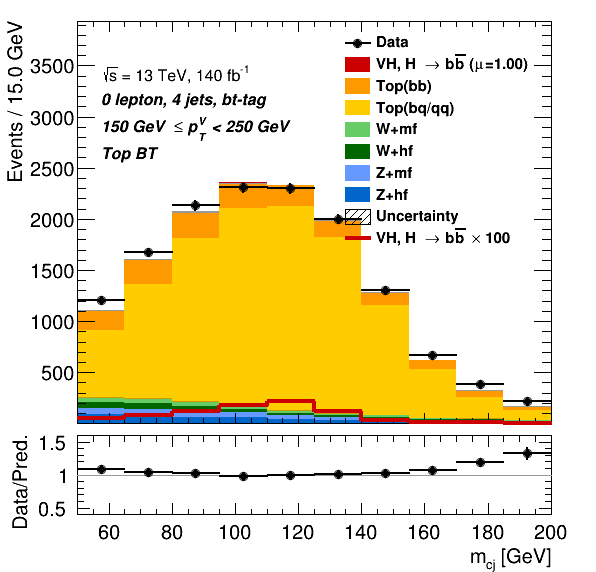 Events / 15.0 GeV
3500
3000
2500
2000
1500
1000
500
√s = 13 TeV, 140 fb⁻¹
0 lepton, 4 jets, bt-tag
150 GeV ≤ p_T^V < 250 GeV
Top BT
Data
VH, H → bb̅ (μ=1.00)
Top(bb)
Top(bq/qq)
W+mf
W+hf
Z+mf
Z+hf
Uncertainty
VH, H → bb̅ × 100
Data/Pred.
1.5
1
0.5
60 80 100 120 140 160 180 200
m_cj [GeV]